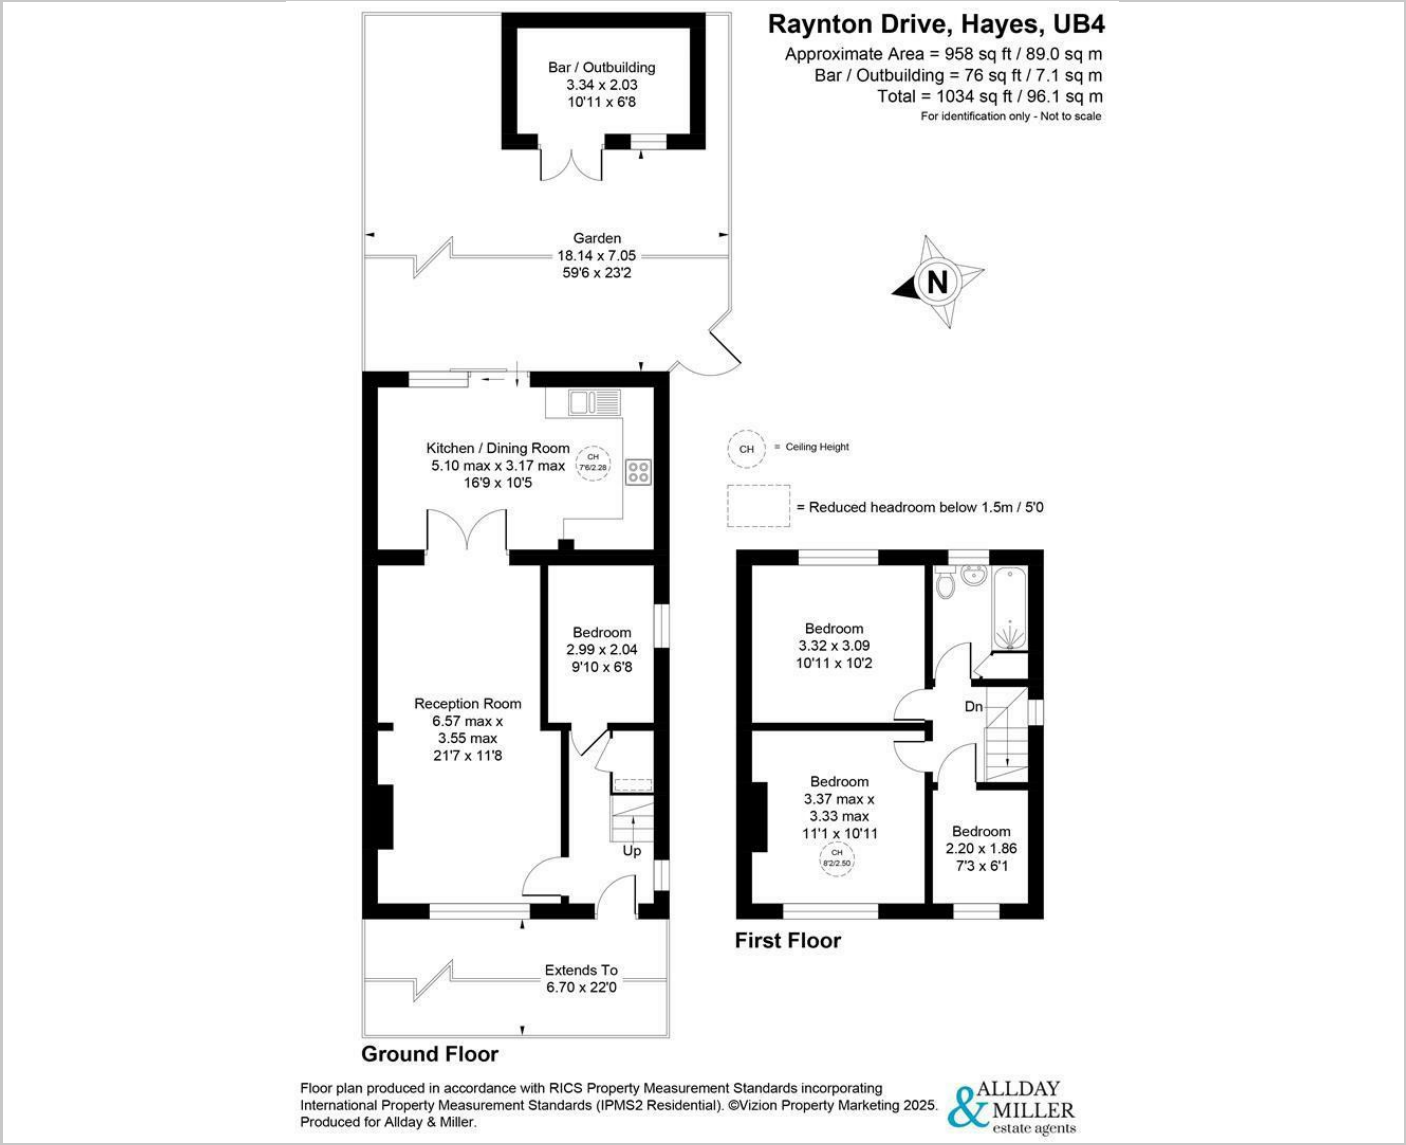 Raynton Drive, Hayes, UB4
Approximate Area = 958 sq ft / 89.0 sq m
Bar / Outbuilding = 76 sq ft / 7.1 sq m
Total = 1034 sq ft / 96.1 sq m
For identification only - Not to scale
Bar / Outbuilding
3.34 x 2.03
10'11 x 6'8
Garden
18.14 x 7.05
59'6 x 23'2
N
Kitchen / Dining Room
5.10 max x 3.17 max
16'9 x 10'5
CH
7'6/2.28
CH
= Ceiling Height
= Reduced headroom below 1.5m / 5'0
Reception Room
6.57 max x
3.55 max
21'7 x 11'8
Bedroom
2.99 x 2.04
9'10 x 6'8
Up
Extends To
6.70 x 22'0
Ground Floor
Bedroom
3.32 x 3.09
10'11 x 10'2
Dn
Bedroom
3.37 max x
3.33 max
11'1 x 10'11
CH
8'2/2.50
Bedroom
2.20 x 1.86
7'3 x 6'1
First Floor
Floor plan produced in accordance with RICS Property Measurement Standards incorporating
International Property Measurement Standards (IPMS2 Residential). ©Vizion Property Marketing 2025.
Produced for Allday & Miller.
ALLDAY
& MILLER
estate agents